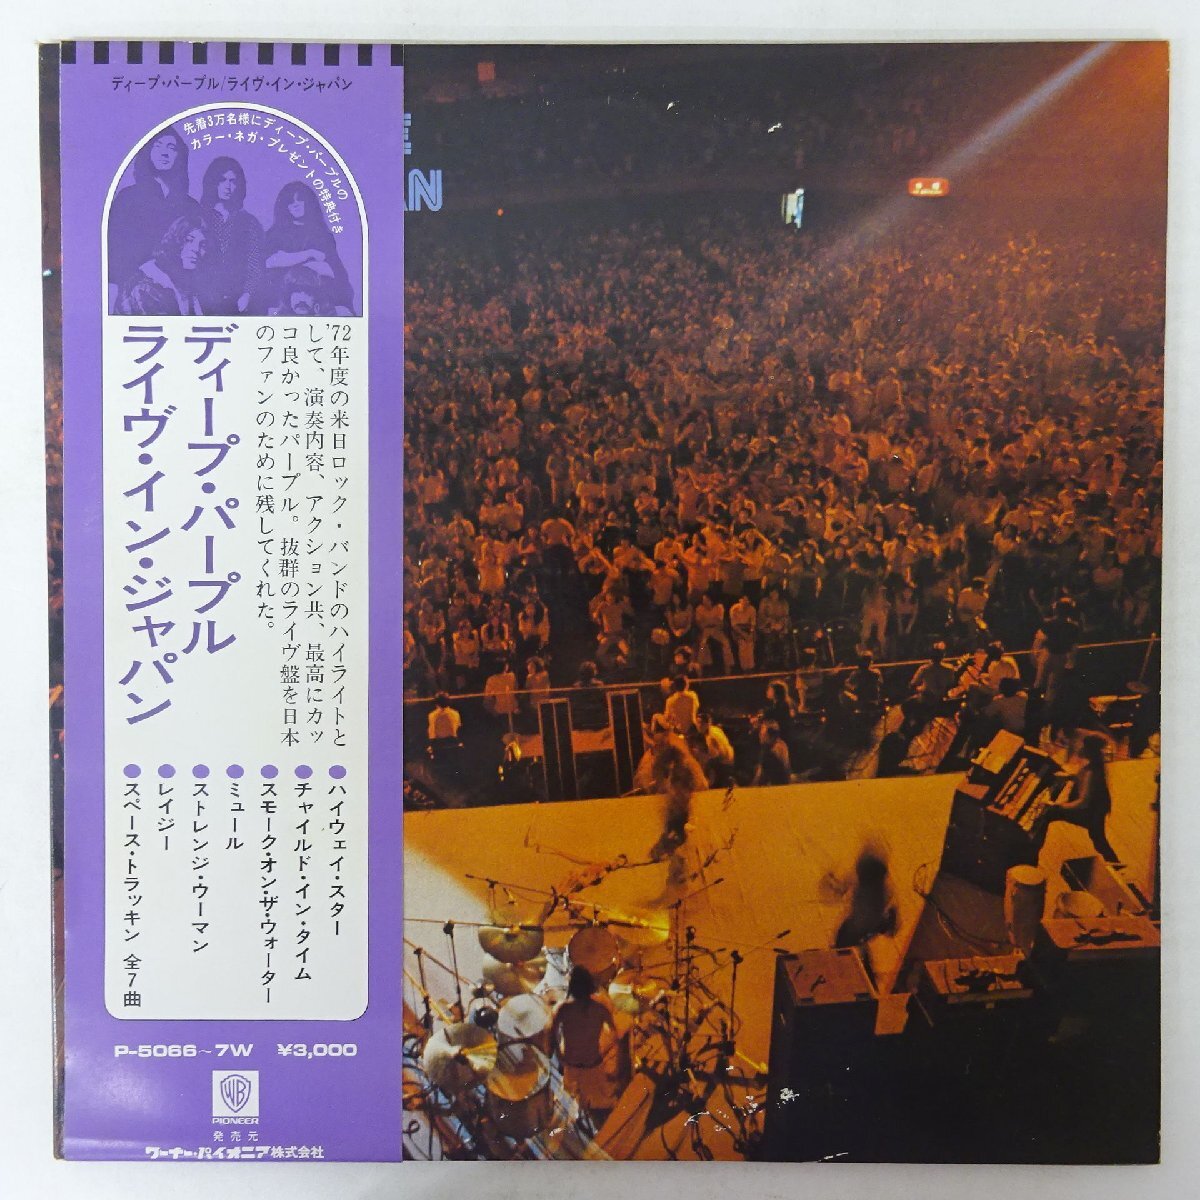 ディープ・パープル/ライヴ・イン・ジャパン
先着3万名様にディープ・パープルの
カラー・ネガ・プレゼントの特典付き
E
AN
'72年度の米日ロック・バンドのハイライトと
して、演奏内容、アクション共、最高にカッ
コ良かったパープル。抜群のライヴ盤を日本
のファンのために残してくれた。
ディープ・パープル
ライヴ・イン・ジャパン
●ハイウェイ・スター
●チャイルド・イン・タイム
●スモーク・オン・ザ・ウォーター
●ミュール
●ストレンジ・ウーマン
●レイジー
●スペース・トラッキン 全7曲
P-5066~7W ¥3,000
WB
PIONEER
発売元
ワーナー・パイオニア株式会社